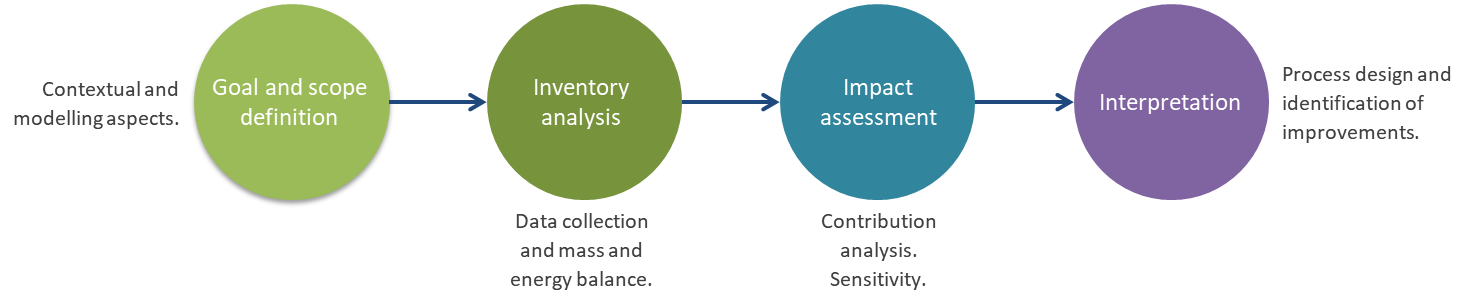 Contextual and
modelling aspects.
Goal and scope
definition
Inventory
analysis
Data collection
and mass and
energy balance.
Impact
assessment
Contribution
analysis.
Sensitivity.
Interpretation
Process design and
identification of
improvements.